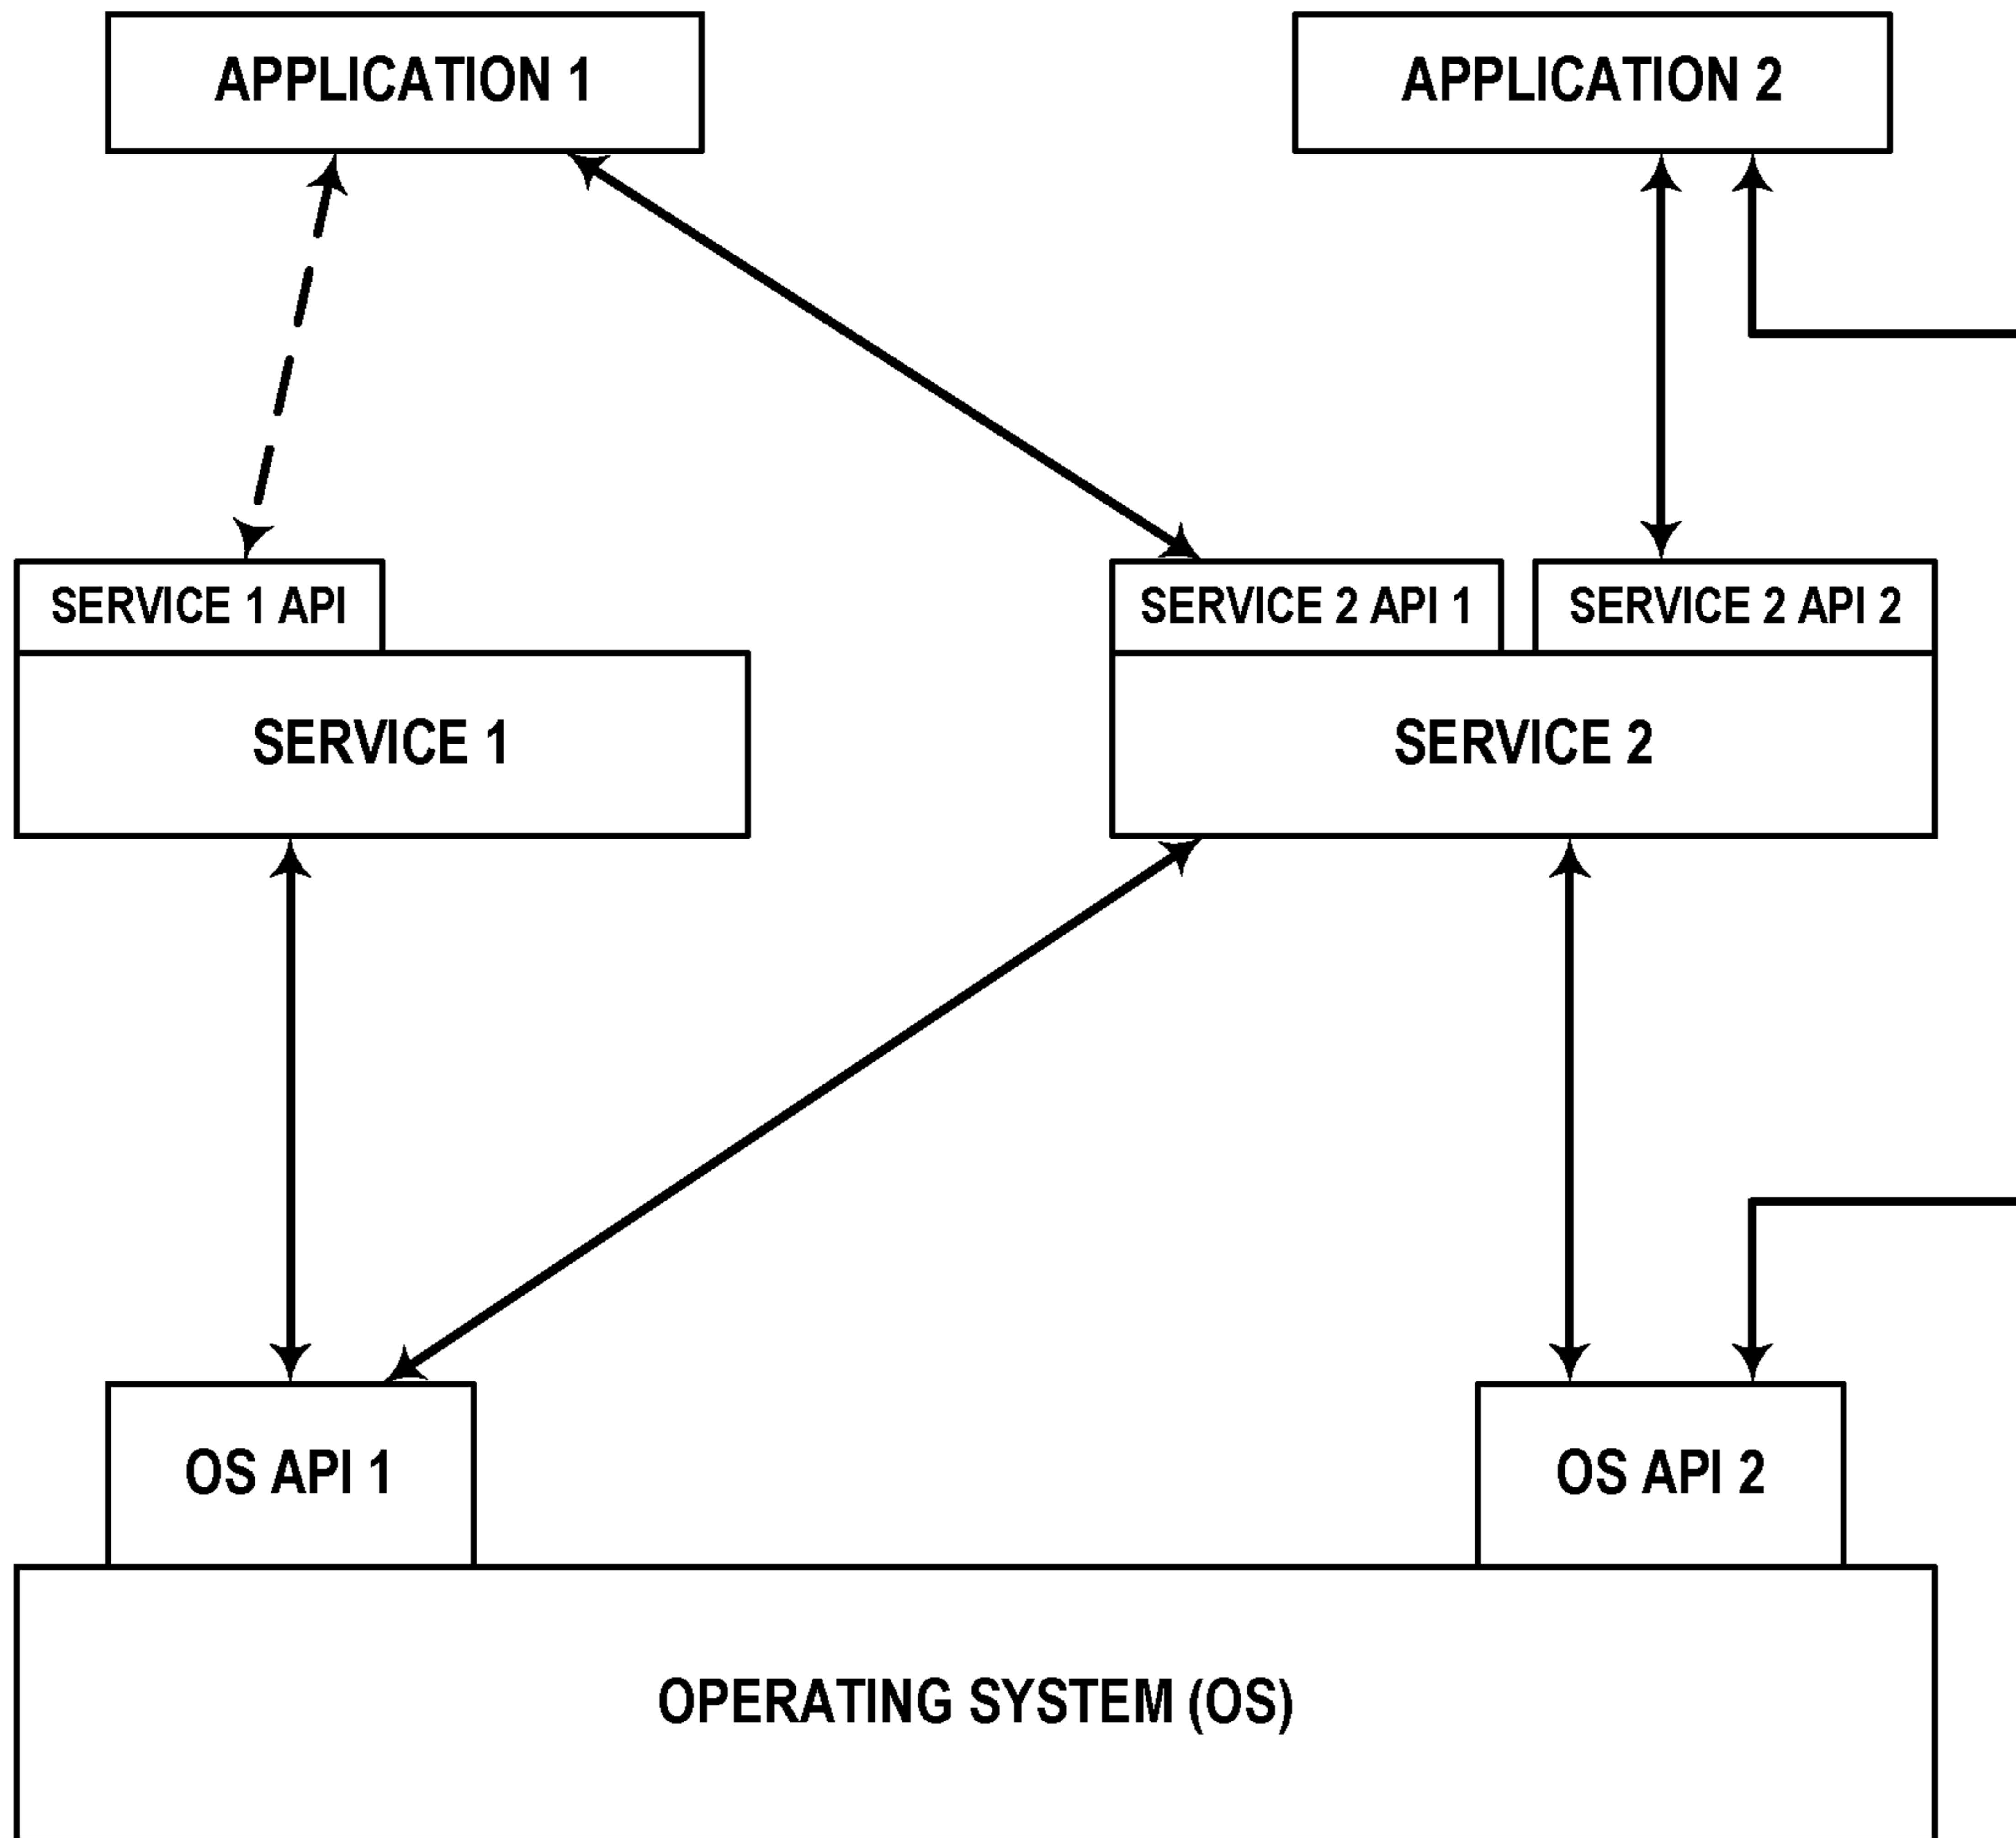 APPLICATION 1
APPLICATION 2
SERVICE 1 API
SERVICE 2 API 1
SERVICE 2 API 2
SERVICE 1
SERVICE 2
OS API 1
OS API 2
OPERATING SYSTEM (OS)